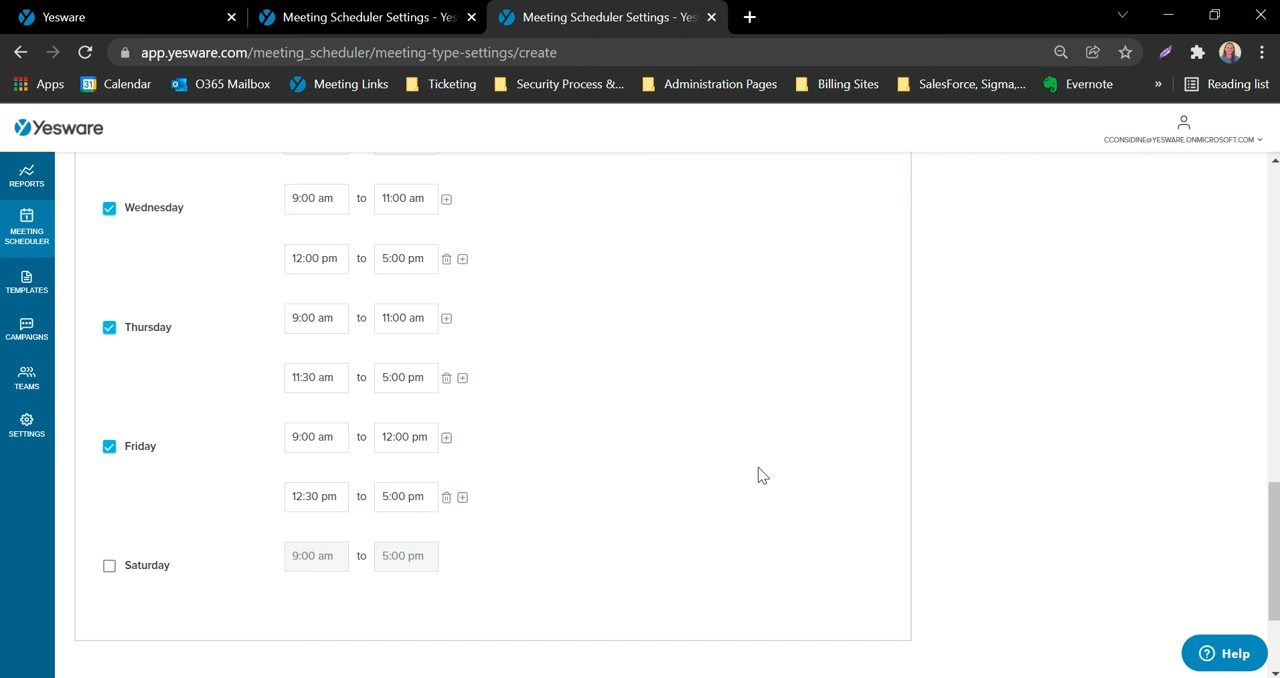 Yesware
Meeting Scheduler Settings - Yes
Meeting Scheduler Settings - Yes
app.yesware.com/meeting_scheduler/meeting-type-settings/create
Apps
Calendar
O365 Mailbox
Meeting Links
Ticketing
Security Process &...
Administration Pages
Billing Sites
SalesForce, Sigma,...
Evernote
»
Reading list
Yesware
CCONSIDINE@YESWARE.ONMICROSOFT.COM
REPORTS
MEETING
SCHEDULER
TEMPLATES
CAMPAIGNS
TEAMS
SETTINGS
Wednesday
9:00 am to 11:00 am
12:00 pm to 5:00 pm
Thursday
9:00 am to 11:00 am
11:30 am to 5:00 pm
Friday
9:00 am to 12:00 pm
12:30 pm to 5:00 pm
Saturday
9:00 am to 5:00 pm
Help